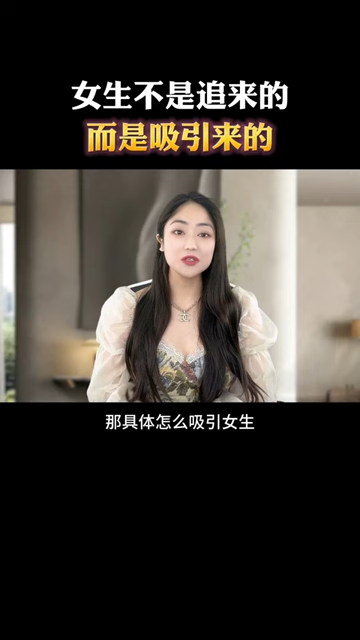 女生不是追来的
而是吸引来的
那具体怎么吸引女生